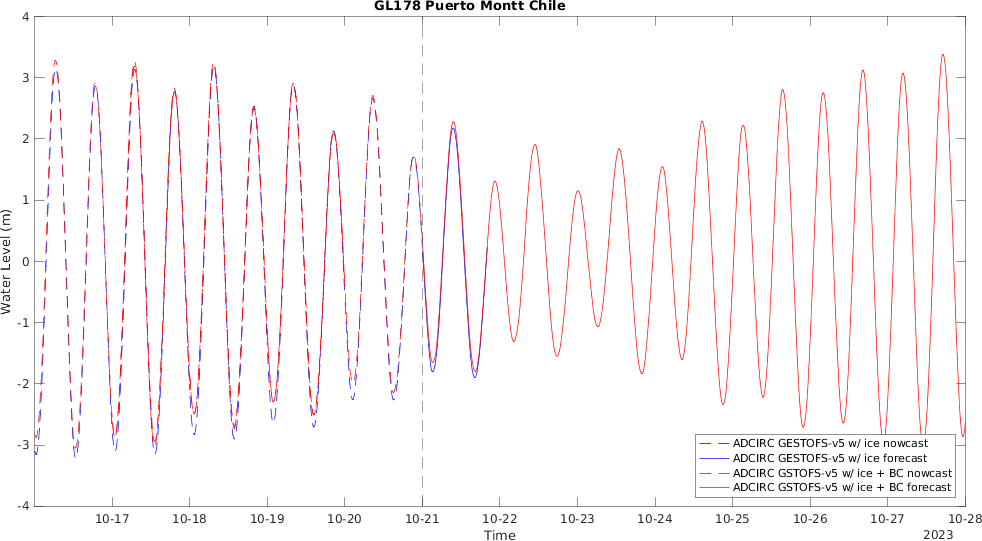 GL178 Puerto Montt Chile
4
3
2
1
0
-1
-2
-3
-4
Water Level (m)
10-17 10-18 10-19 10-20 10-21 10-22 10-23 10-24 10-25 10-26 10-27 10-28
Time
2023
ADCIRC GESTOFS-v5 w/ ice nowcast
ADCIRC GESTOFS-v5 w/ ice forecast
ADCIRC GSTOFS-v5 w/ ice + BC nowcast
ADCIRC GSTOFS-v5 w/ ice + BC forecast